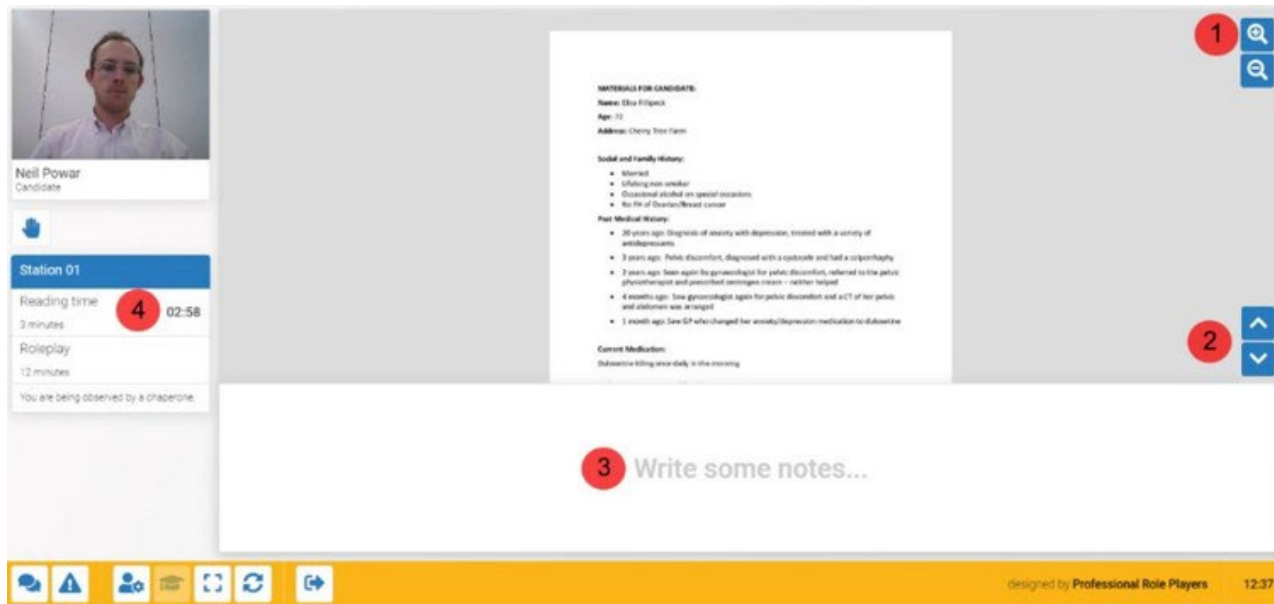 Neil Powar
Candidate
Station 01
Reading time
3 minutes
4
02:58
Roleplay
12 minutes
You are being observed by a chaperone.
MATERIALS FOR CANDIDATE:
Name: Elisa Fillipeck
Age: 72
Address: Cherry Tree Farm
Social and Family History:
Married
Lifelong non-smoker
Occasional alcohol on special occasions
No FH of Ovarian/Breast cancer
Past Medical History:
20 years ago: Diagnosis of anxiety with depression, treated with a variety of
antidepressants
3 years ago: Pelvic discomfort, diagnosed with a cystocele and had a colporrhaphy
2 years ago: Seen again by gynaecologist for pelvic discomfort, referred to the pelvic
physiotherapist and prescribed oestrogen cream – neither helped
4 months ago: Saw gynaecologist again for pelvic discomfort and a CT of her pelvis
and abdomen was arranged
1 month ago: Saw GP who changed her anxiety/depression medication to duloxetine
Current Medication:
Duloxetine 60mg once daily in the morning
1
2
3
Write some notes...
designed by Professional Role Players
12:37